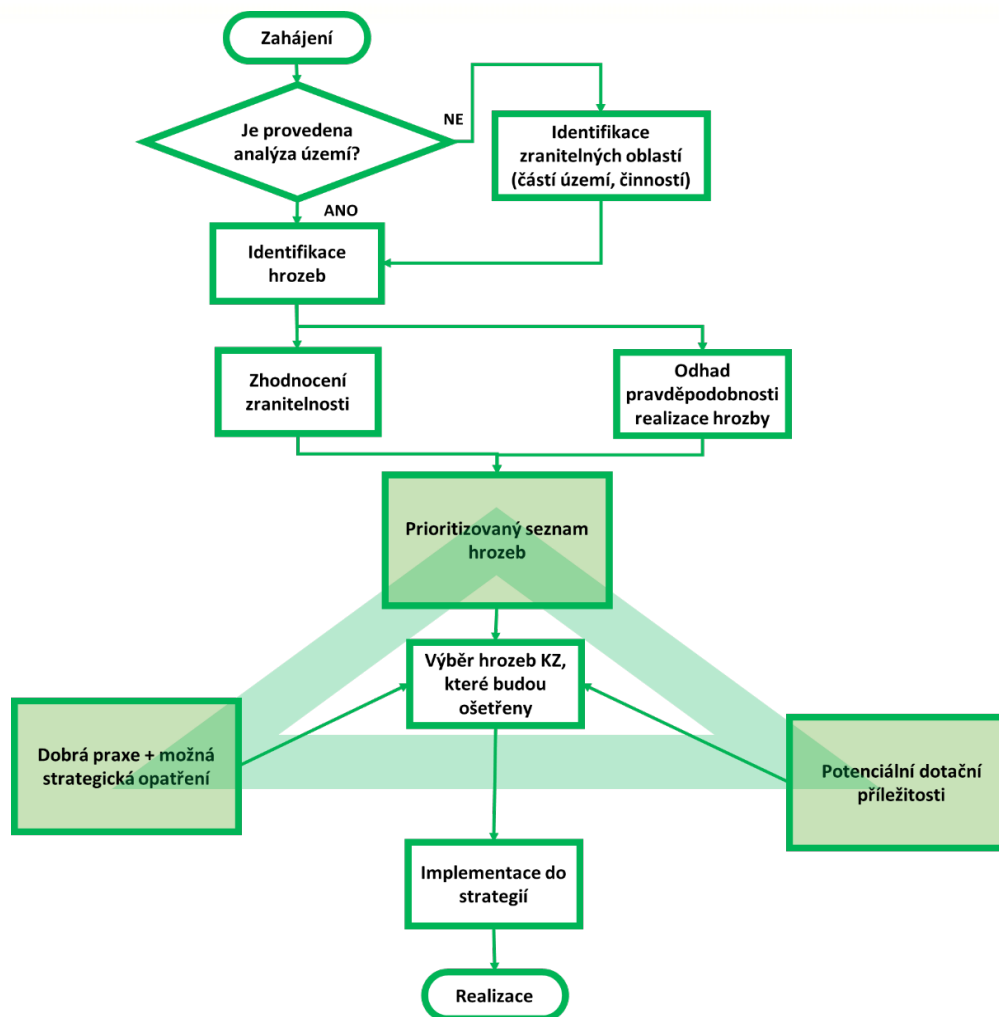 Zahájení
Je provedena
analýza území?
NE
Identifikace
zranitelných oblastí
(částí území, činností)
ANO
Identifikace
hrozeb
Zhodnocení
zranitelnosti
Odhad
pravděpodobnosti
realizace hrozby
Prioritizovaný seznam
hrozeb
Výběr hrozeb KZ,
které budou
ošetřeny
Dobrá praxe + možná
strategická opatření
Potenciální dotační
příležitosti
Implementace do
strategií
Realizace